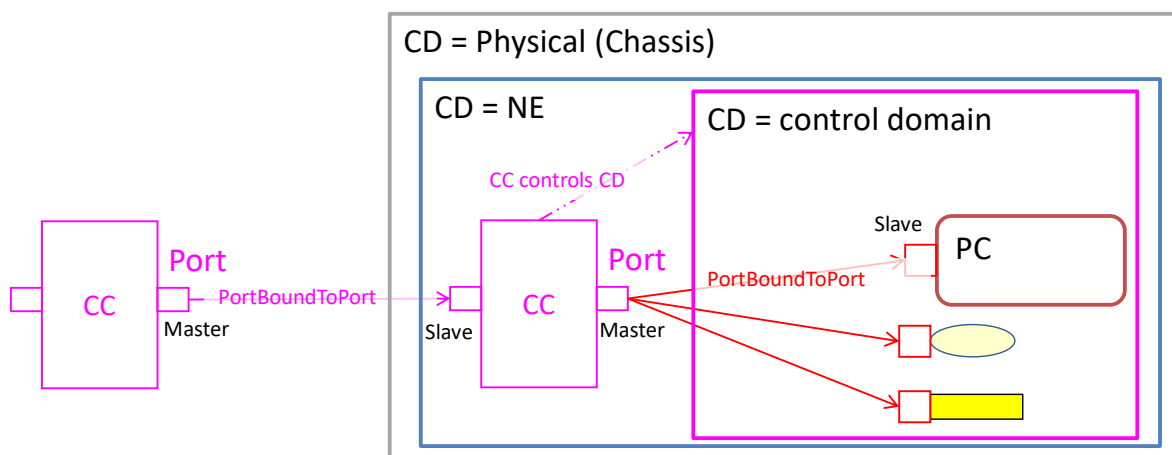 CD = Physical (Chassis)
CD = NE
CD = control domain
CC controls CD
Slave
PC
Port
Port
PortBoundToPort
PortBoundToPort
CC
CC
Master
Slave
Master